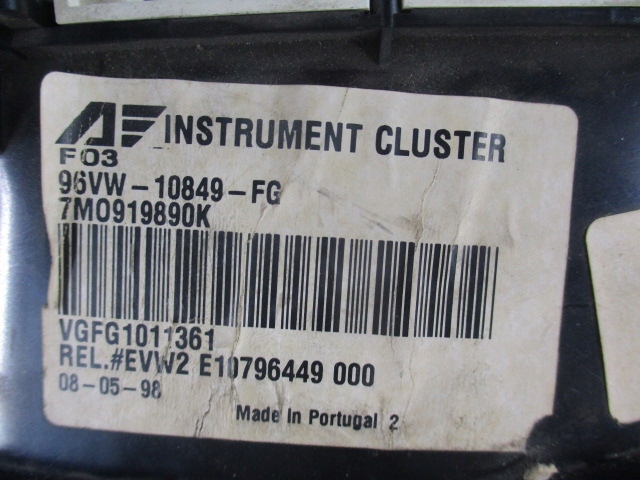 INSTRUMENT CLUSTER
F03
96VW-10849-FG
7M0919890K
VGFG1011361
REL.#EVW2 E10796449 000
08-05-98
Made In Portugal 2